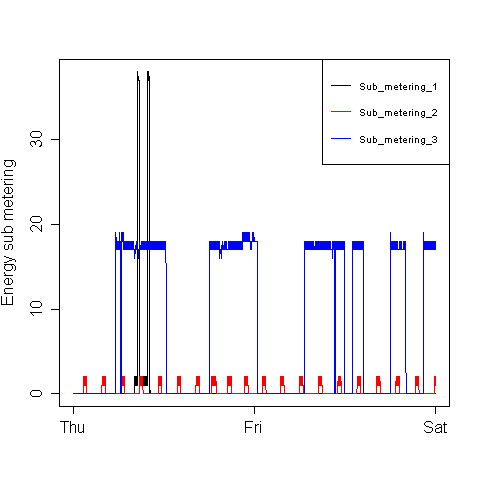 Sub_metering_1
Sub_metering_2
Sub_metering_3
Energy sub metering
30
20
10
0
Thu
Fri
Sat